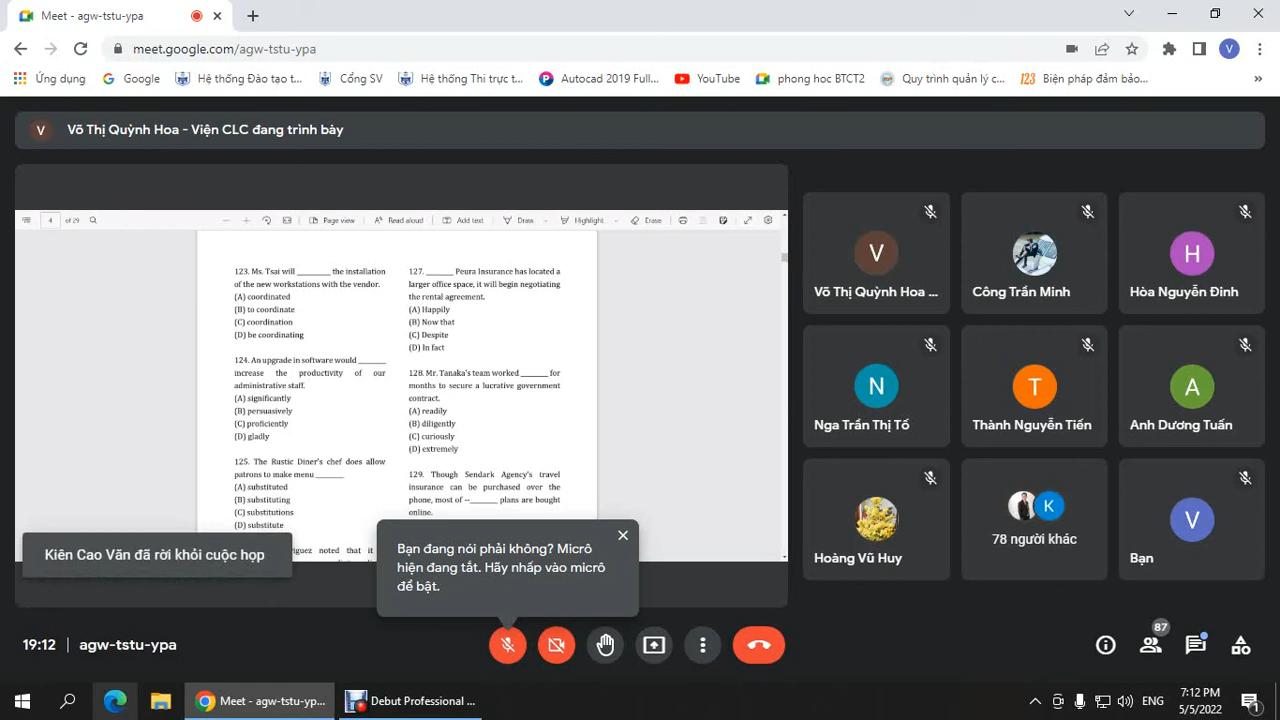 Meet - agw-tstu-ypa
meet.google.com/agw-tstu-ypa
Ứng dụng
Google
Hệ thống Đào tạo t...
Cổng SV
Hệ thống Thi trực t...
Autocad 2019 Full...
YouTube
phong hoc BTCT2
Quy trình quản lý c...
123 Biện pháp đảm bảo...
»
V
V Võ Thị Quỳnh Hoa - Viện CLC đang trình bày
4 of 29
Page view
Read aloud
Add text
Draw
Highlight
Erase
123. Ms. Tsai will ________ the installation
of the new workstations with the vendor.
(A) coordinated
(B) to coordinate
(C) coordination
(D) be coordinating
124. An upgrade in software would ______
increase the productivity of our
administrative staff.
(A) significantly
(B) persuasively
(C) proficiently
(D) gladly
125. The Rustic Diner's chef does allow
patrons to make menu _______
(A) substituted
(B) substituting
(C) substitutions
(D) substitute
riguez noted that it
127. ______ Peura Insurance has located a
larger office space, it will begin negotiating
the rental agreement.
(A) Happily
(B) Now that
(C) Despite
(D) In fact
128. Mr. Tanaka's team worked ______ for
months to secure a lucrative government
contract.
(A) readily
(B) diligently
(C) curiously
(D) extremely
129. Though Sendark Agency's travel
insurance can be purchased over the
phone, most of --______ plans are bought
online.
Kiên Cao Văn đã rời khỏi cuộc họp
Bạn đang nói phải không? Micrô
hiện đang tắt. Hãy nhấp vào micrô
để bật.
V
Võ Thị Quỳnh Hoa ...
Công Trần Minh
H
Hòa Nguyễn Đình
N
Nga Trần Thị Tố
T
Thành Nguyễn Tiến
A
Anh Dương Tuấn
Hoàng Vũ Huy
K
78 người khác
V
Bạn
19:12 | agw-tstu-ypa
87
Meet - agw-tstu-yp...
Debut Professional ...
ENG
7:12 PM
5/5/2022
1